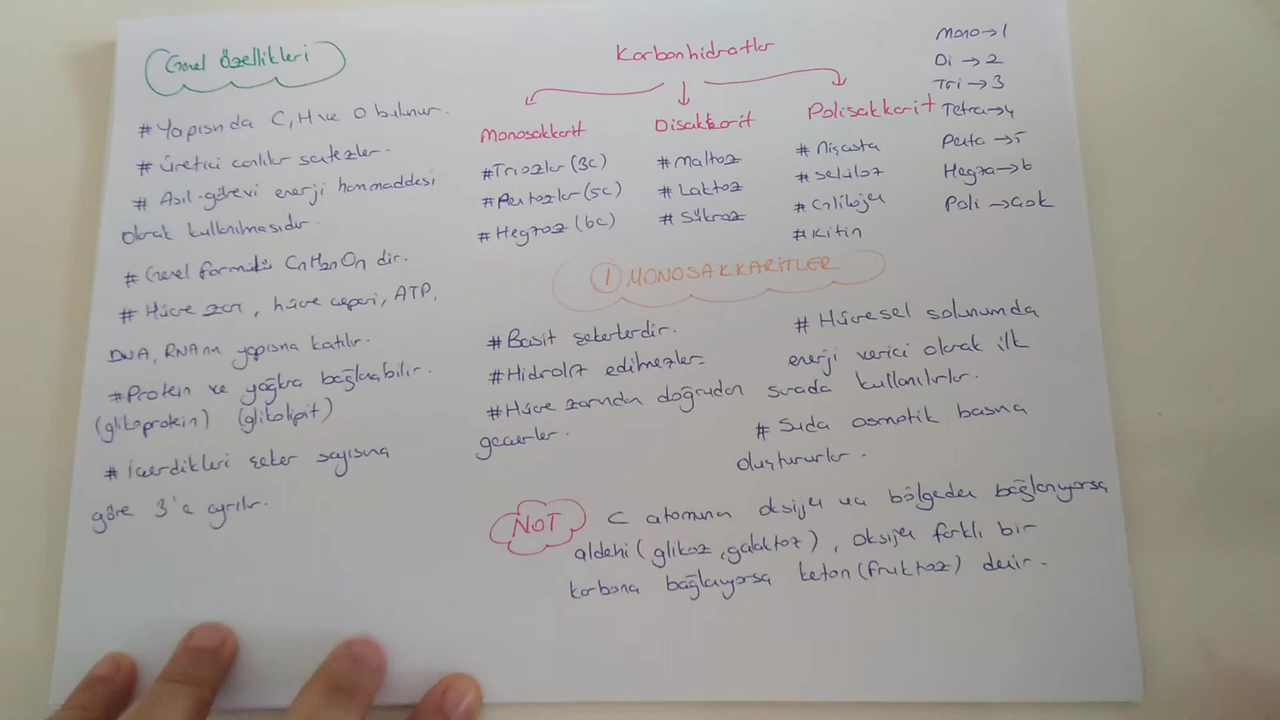 Genel özellikleri
# Yapısında C, H ve O bulunur.
# Üretici canlılar sentezler.
# Asıl görevi enerji hammaddesi
olarak kullanılmasıdır.
# Genel formülü CnH2nOn dir.
# Hücre zarı, hücre çeperi, ATP,
DNA, RNA nın yapısına katılır.
# Protein ve yağlara bağlanabilir.
(glikoprotein) (glikolipit)
# İçerdikleri şeker sayısına
göre 3'e ayrılır.
Karbonhidratlar
Monosakkarit
# Triozlar (3C)
# Pentozlar (5C)
# Hegzoz (6C)
Disakkarit
# Maltoz
# Laktoz
# Sükroz
Polisakkarit
# Nişasta
# Selüloz
# Glikojen
# Kitin
Mono → 1
Di → 2
Tri → 3
Tetra → 4
Penta → 5
Hegza → 6
Poli → Çok
1 MONOSAKKARİTLER
# Basit şekerlerdir.
# Hidroliz edilmezler.
# Hücre zarından doğrudan
geçerler.
# Hücresel solunumda
enerji verici olarak ilk
sırada kullanılırlar.
# Suda osmotik basınç
oluştururlar.
NOT C atomuna oksijen uç bölgeden bağlanıyorsa
aldehi (glikoz, galaktoz), oksijen farklı bir
karbona bağlanıyorsa keton (fruktoz) denir.